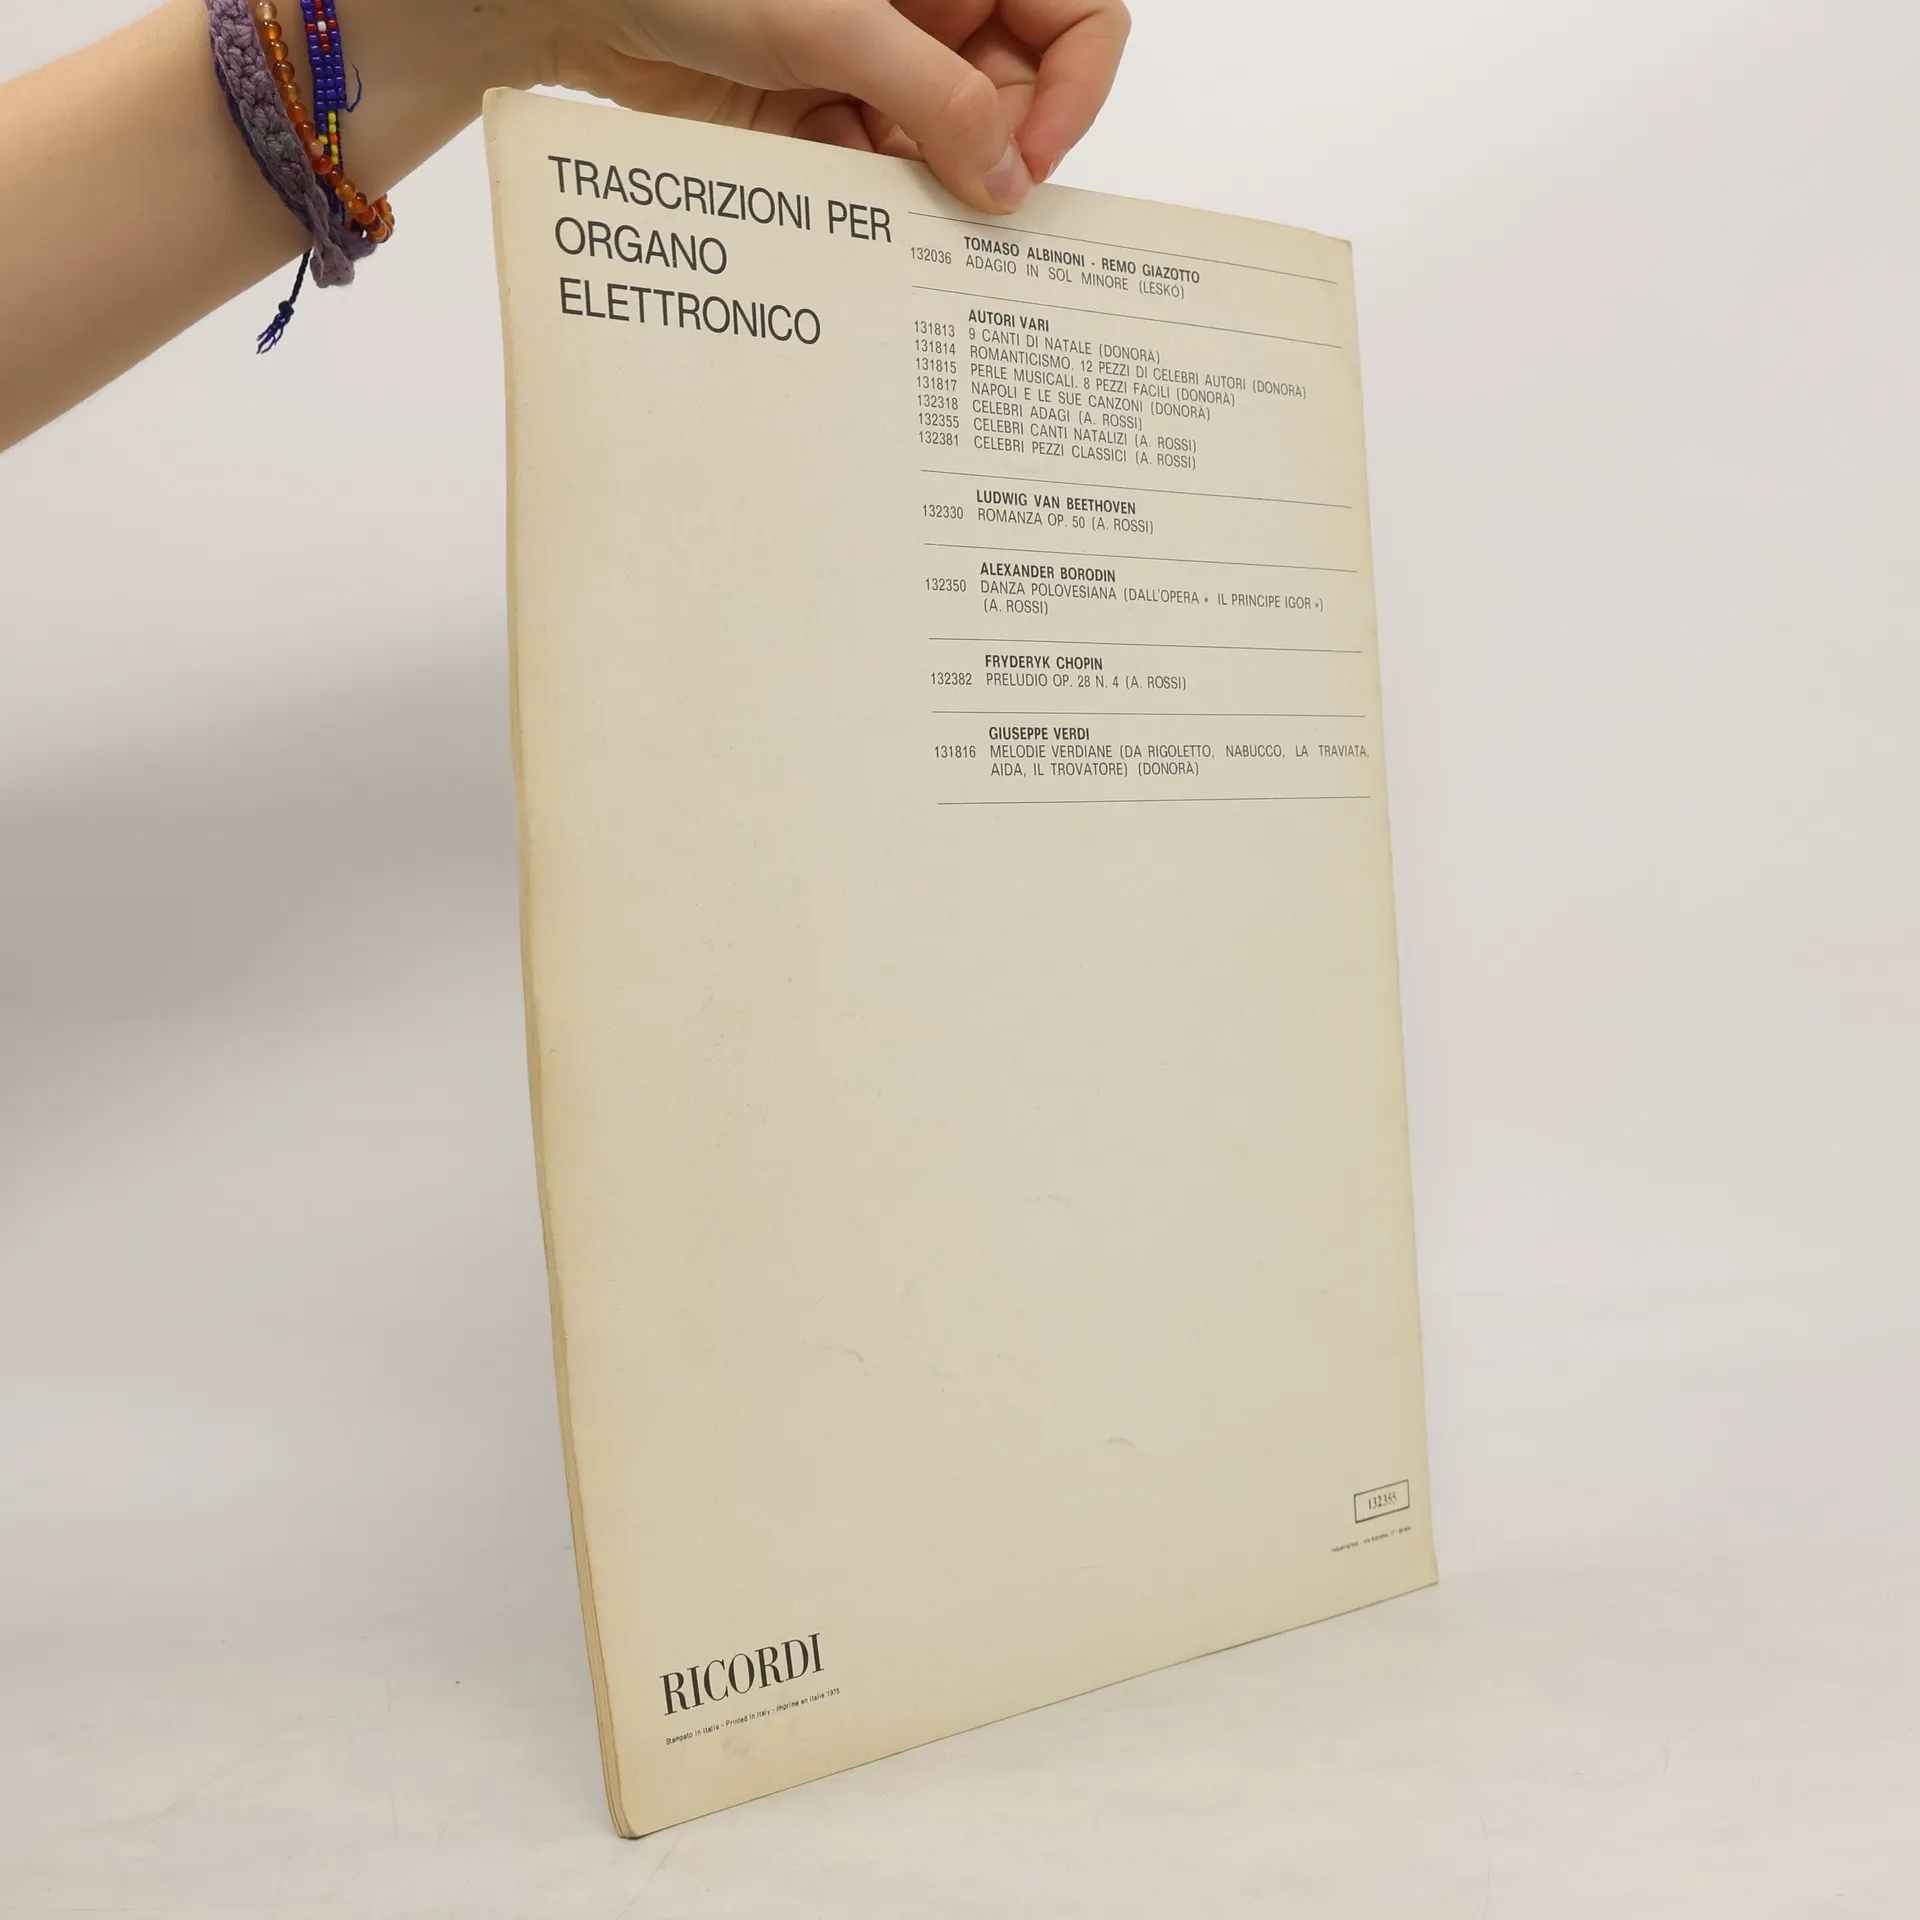 TRASCRIZIONI PER
ORGANO
ELETTRONICO
TOMASO ALBINONI - REMO GIAZOTTO
132036 ADAGIO IN SOL MINORE (LESKÓ)
AUTORI VARI
131813 9 CANTI DI NATALE (DONORÀ)
131814 ROMANTICISMO. 12 PEZZI DI CELEBRI AUTORI (DONORÀ)
131815 PERLE MUSICALI. 8 PEZZI FACILI (DONORÀ)
131817 NAPOLI E LE SUE CANZONI (DONORÀ)
132318 CELEBRI ADAGI (A. ROSSI)
132355 CELEBRI CANTI NATALIZI (A. ROSSI)
132381 CELEBRI PEZZI CLASSICI (A. ROSSI)
LUDWIG VAN BEETHOVEN
132330 ROMANZA OP. 50 (A. ROSSI)
ALEXANDER BORODIN
132350 DANZA POLOVESIANA (DALL'OPERA « IL PRINCIPE IGOR »)
(A. ROSSI)
FRYDERYK CHOPIN
132382 PRELUDIO OP. 28 N. 4 (A. ROSSI)
GIUSEPPE VERDI
131816 MELODIE VERDIANE (DA RIGOLETTO, NABUCCO, LA TRAVIATA,
AIDA, IL TROVATORE) (DONORÀ)
132355
RICORDI
Stampato in Italia - Printed in Italy - Imprimé en Italie 1975